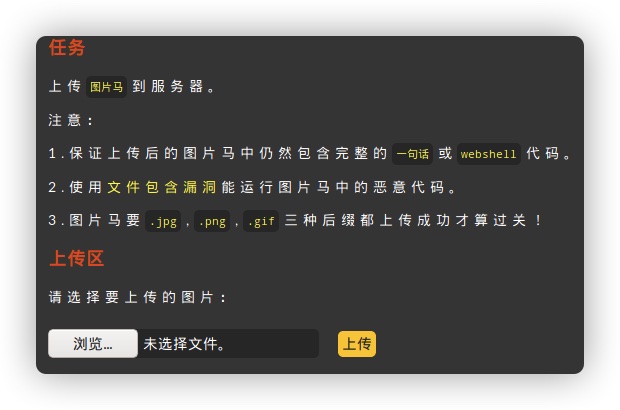 任务
上传 图片马 到服务器。
注意：
1.保证上传后的图片马中仍然包含完整的 一句话 或 webshell 代码。
2.使用文件包含漏洞能运行图片马中的恶意代码。
3.图片马要 .jpg , .png , .gif 三种后缀都上传成功才算过关！
上传区
请选择要上传的图片：
浏览… 未选择文件。 上传